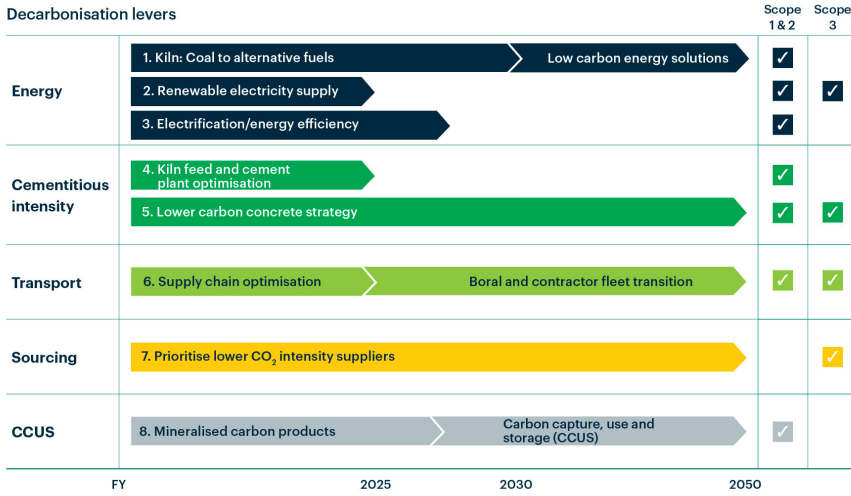 Decarbonisation levers
Scope
1 & 2
Scope
3
Energy
1. Kiln: Coal to alternative fuels
Low carbon energy solutions
2. Renewable electricity supply
3. Electrification/energy efficiency
Cementitious
intensity
4. Kiln feed and cement
plant optimisation
5. Lower carbon concrete strategy
Transport
6. Supply chain optimisation
Boral and contractor fleet transition
Sourcing
7. Prioritise lower CO₂ intensity suppliers
CCUS
8. Mineralised carbon products
Carbon capture, use and
storage (CCUS)
FY
2025
2030
2050